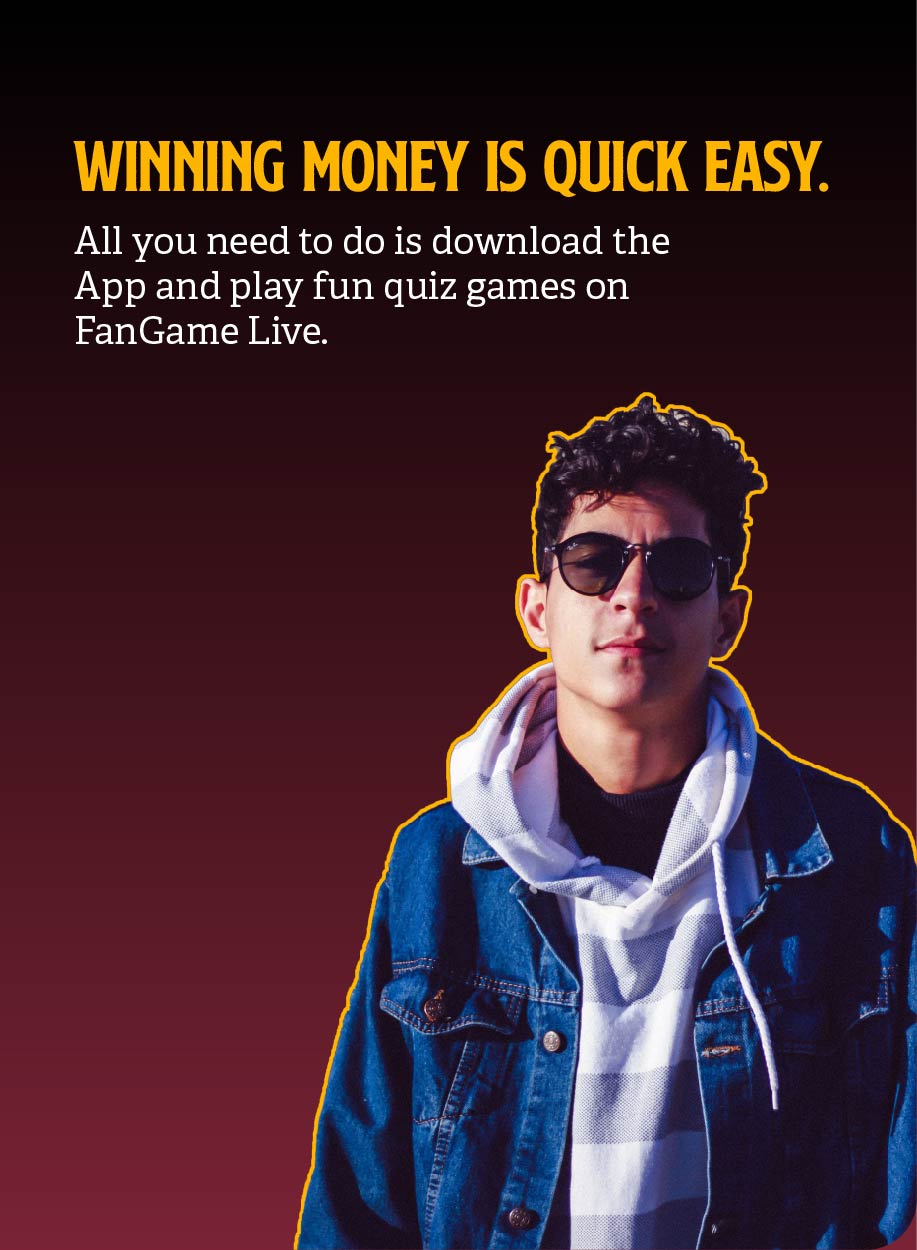 WINNING MONEY IS QUICK EASY.
All you need to do is download the
App and play fun quiz games on
FanGame Live.